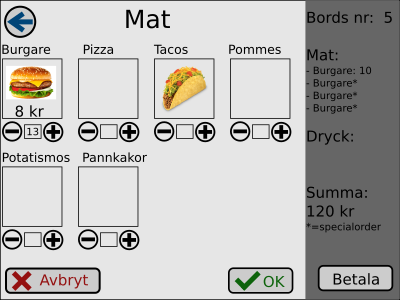 Mat
Bords nr: 5
Burgare Pizza Tacos Pommes
8 kr
13
Potatismos Pannkakor
Mat:
- Burgare: 10
- Burgare*
- Burgare*
- Burgare*
Dryck:
Summa:
120 kr
*=specialorder
Avbryt
OK
Betala